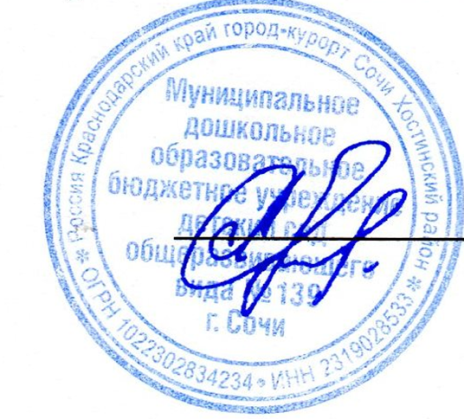 Россия Краснодарский край город-курорт Сочи Хостинский район
* ОГРН 1022302834234 * ИНН 2319028533 *
Муниципальное
дошкольное
образовательное
бюджетное учреждение
детский сад
общеразвивающего
вида № 139
г. Сочи